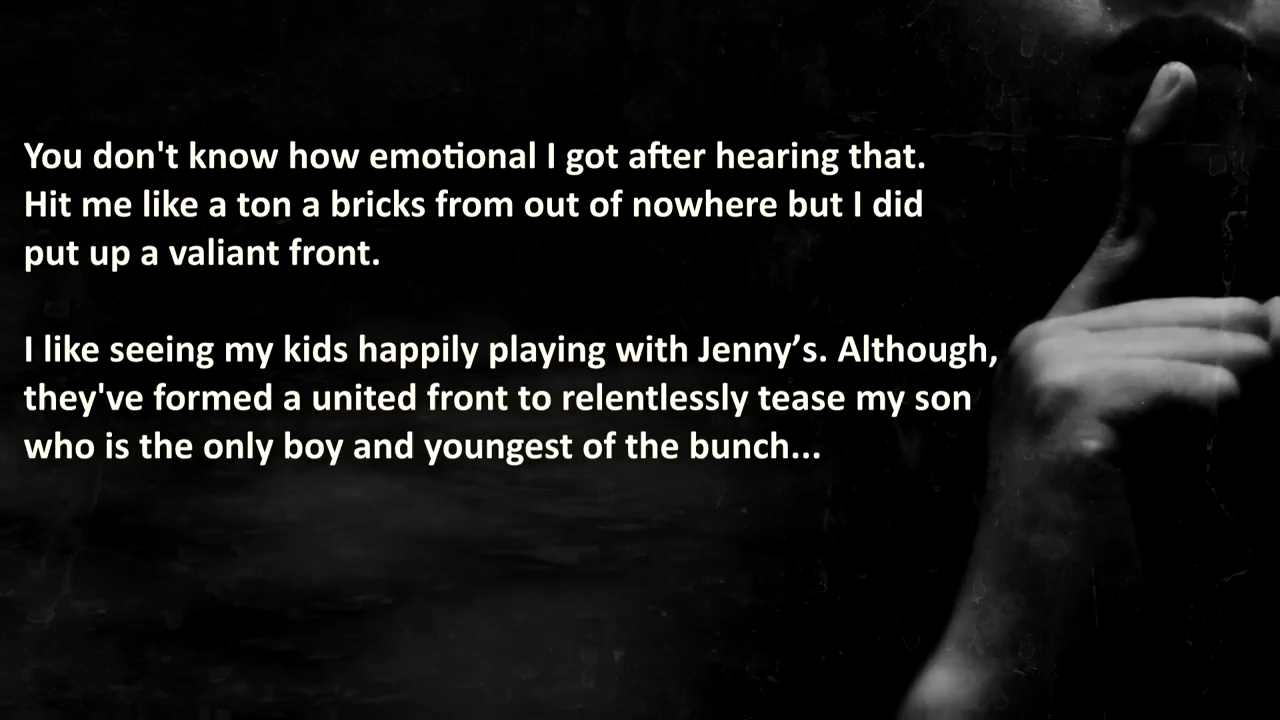 You don't know how emotional I got after hearing that.
Hit me like a ton a bricks from out of nowhere but I did
put up a valiant front.
I like seeing my kids happily playing with Jenny’s. Although,
they've formed a united front to relentlessly tease my son
who is the only boy and youngest of the bunch...